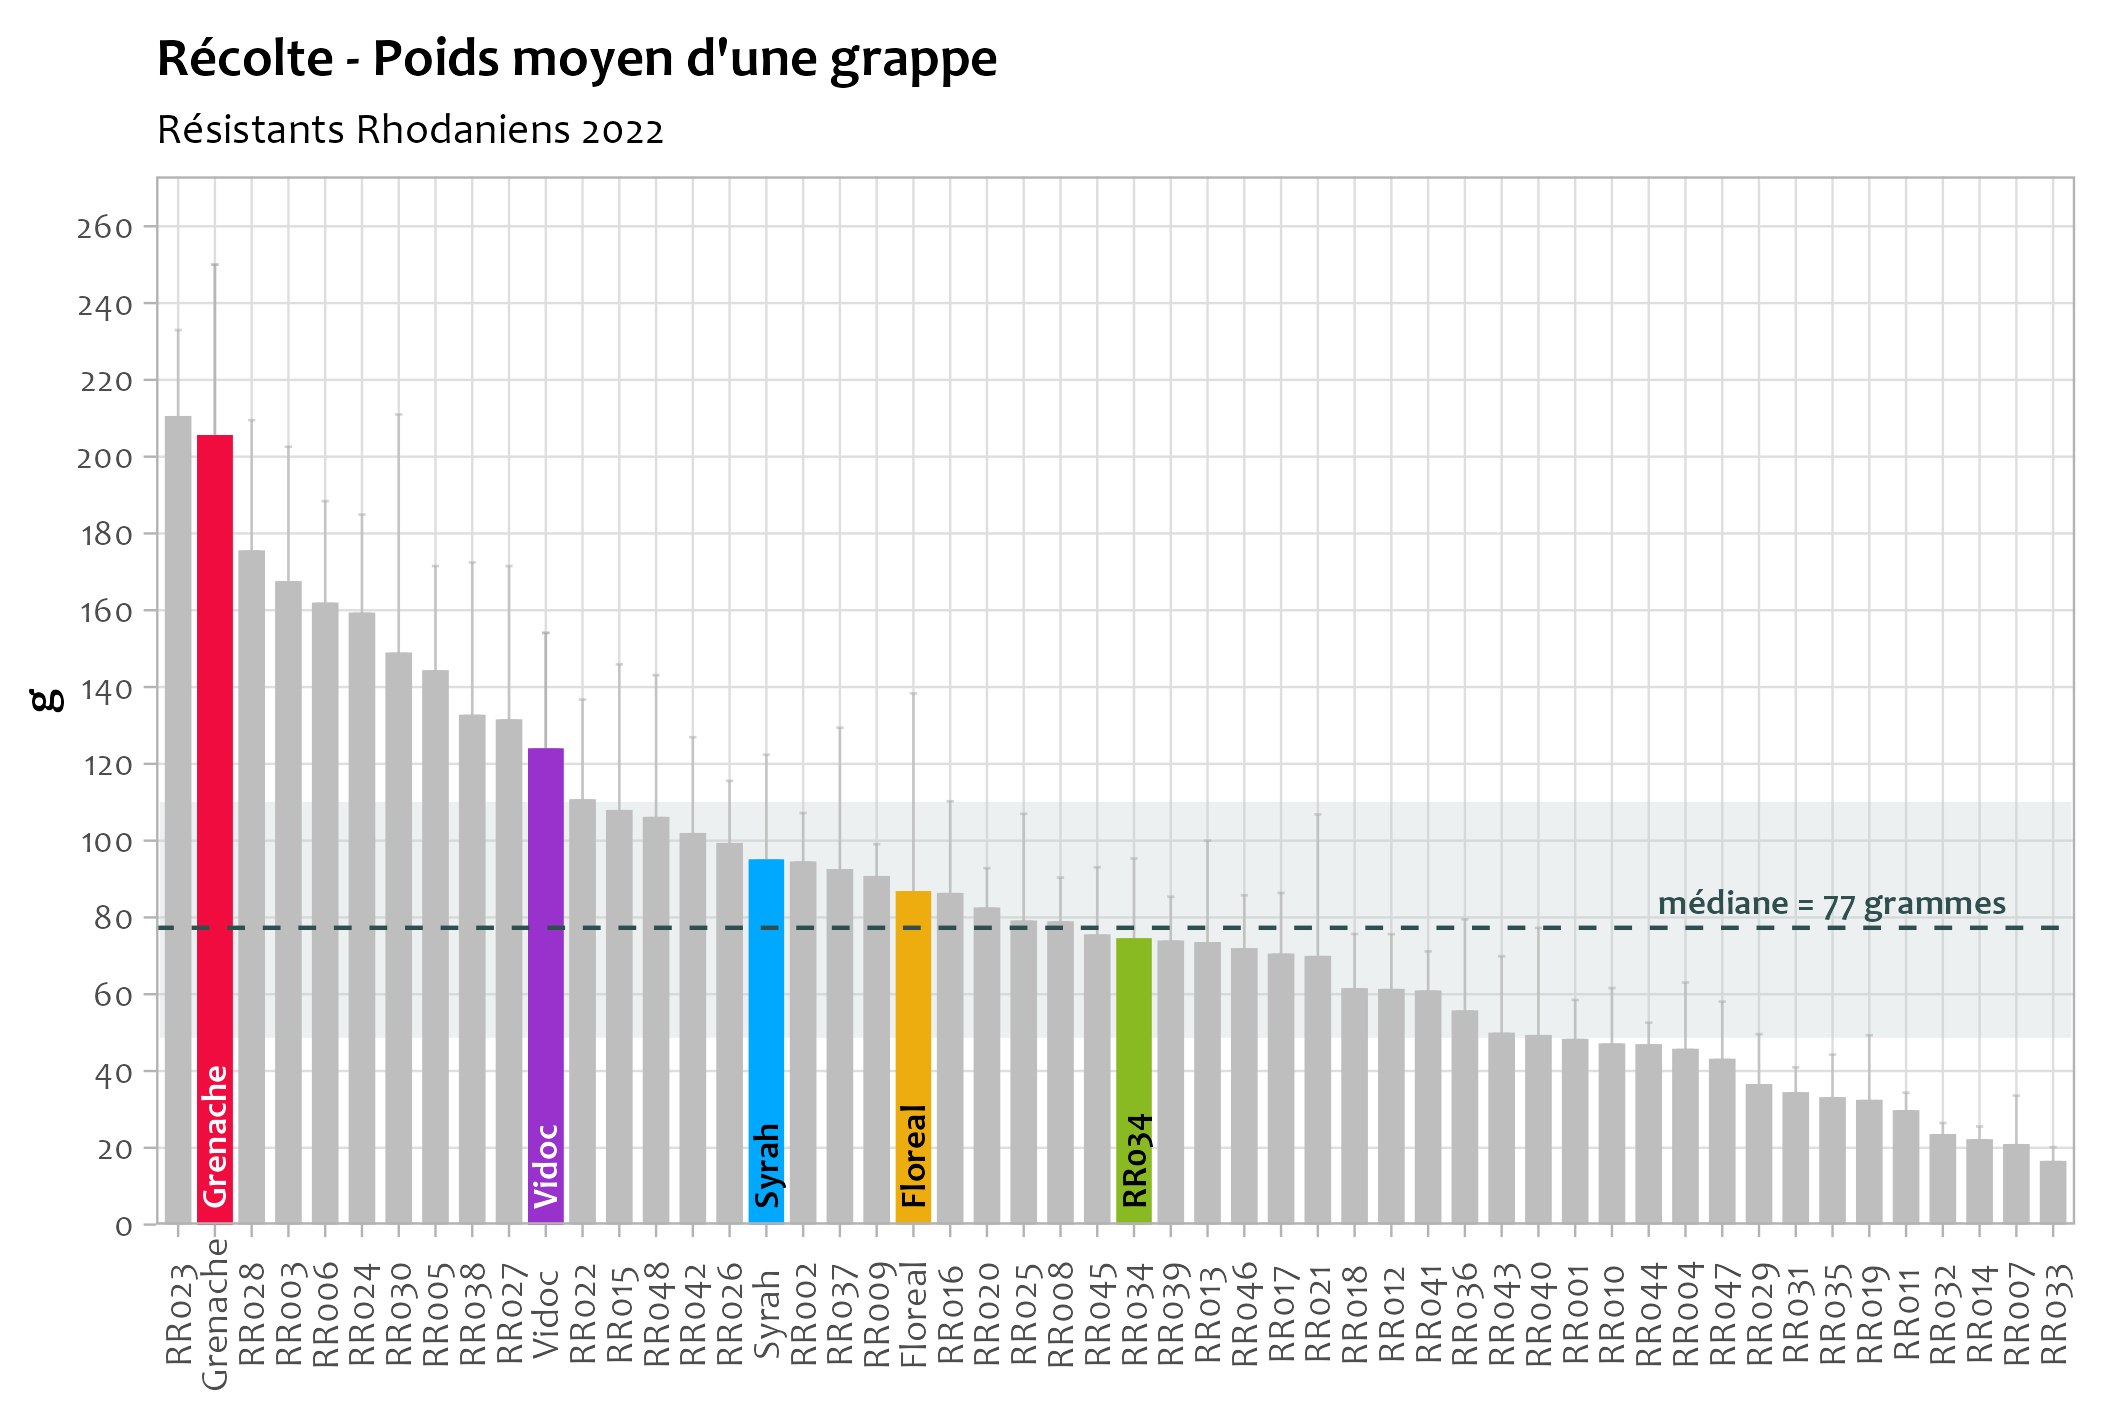 Récolte - Poids moyen d'une grappe
Résistants Rhodaniens 2022
260
240
220
200
180
160
140
120
100
80
60
40
20
0
g
médiane = 77 grammes
Grenache
Vidoc
Syrah
Floreal
RR034
RR023
Grenache
RR028
RR003
RR006
RR024
RR030
RR005
RR038
RR027
Vidoc
RR022
RR015
RR048
RR042
RR026
Syrah
RR002
RR037
RR009
Floreal
RR016
RR020
RR025
RR008
RR045
RR034
RR039
RR013
RR046
RR017
RR021
RR018
RR012
RR041
RR036
RR043
RR040
RR001
RR010
RR044
RR004
RR047
RR029
RR031
RR035
RR019
RR011
RR032
RR014
RR007
RR033